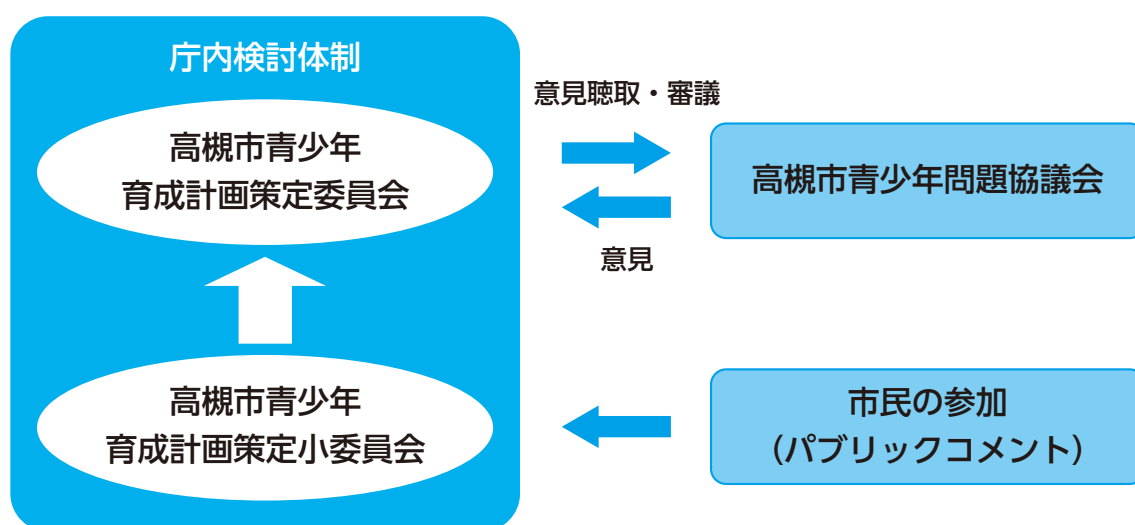 庁内検討体制
高槻市青少年
育成計画策定委員会
意見聴取・審議
高槻市青少年問題協議会
意見
高槻市青少年
育成計画策定小委員会
市民の参加
(パブリックコメント)